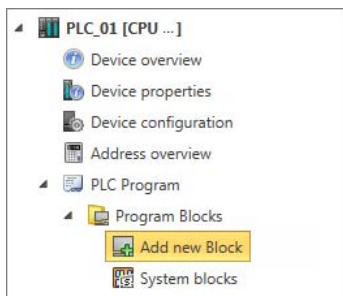 PLC_01 [CPU ...]
Device overview
Device properties
Device configuration
Address overview
PLC Program
Program Blocks
Add new Block
System blocks